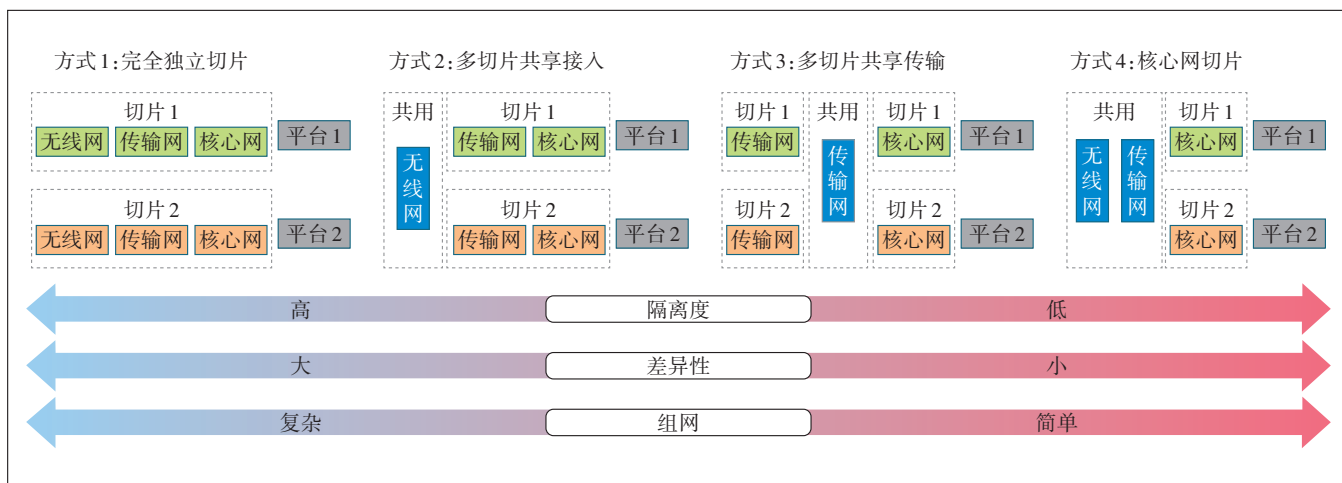 方式1:完全独立切片
切片1
无线网 传输网 核心网 平台1
切片2
无线网 传输网 核心网 平台2
方式2:多切片共享接入
共用
无线网
切片1
传输网 核心网 平台1
切片2
传输网 核心网 平台2
方式3:多切片共享传输
切片1
传输网
切片2
传输网
共用
传输网
切片1
核心网 平台1
切片2
核心网 平台2
方式4:核心网切片
共用
无线网 传输网
切片1
核心网 平台1
切片2
核心网 平台2
高 隔离度 低
大 差异性 小
复杂 组网 简单